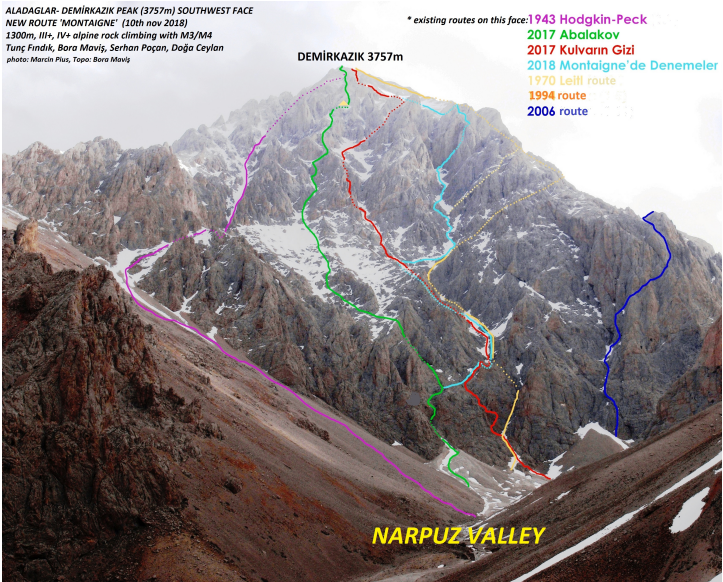 ALADAGLAR- DEMİRKAZIK PEAK (3757m) SOUTHWEST FACE
NEW ROUTE 'MONTAIGNE' (10th nov 2018)
1300m, III+, IV+ alpine rock climbing with M3/M4
Tunç Fındık, Bora Maviş, Serhan Poçan, Doğa Ceylan
photo: Marcin Pius, Topo: Bora Maviş
* existing routes on this face:
1943 Hodgkin-Peck
2017 Abalakov
2017 Kulvarın Gizi
2018 Montaigne'de Denemeler
1970 Leitl route
1994 route
2006 route
DEMİRKAZIK 3757m
NARPUZ VALLEY